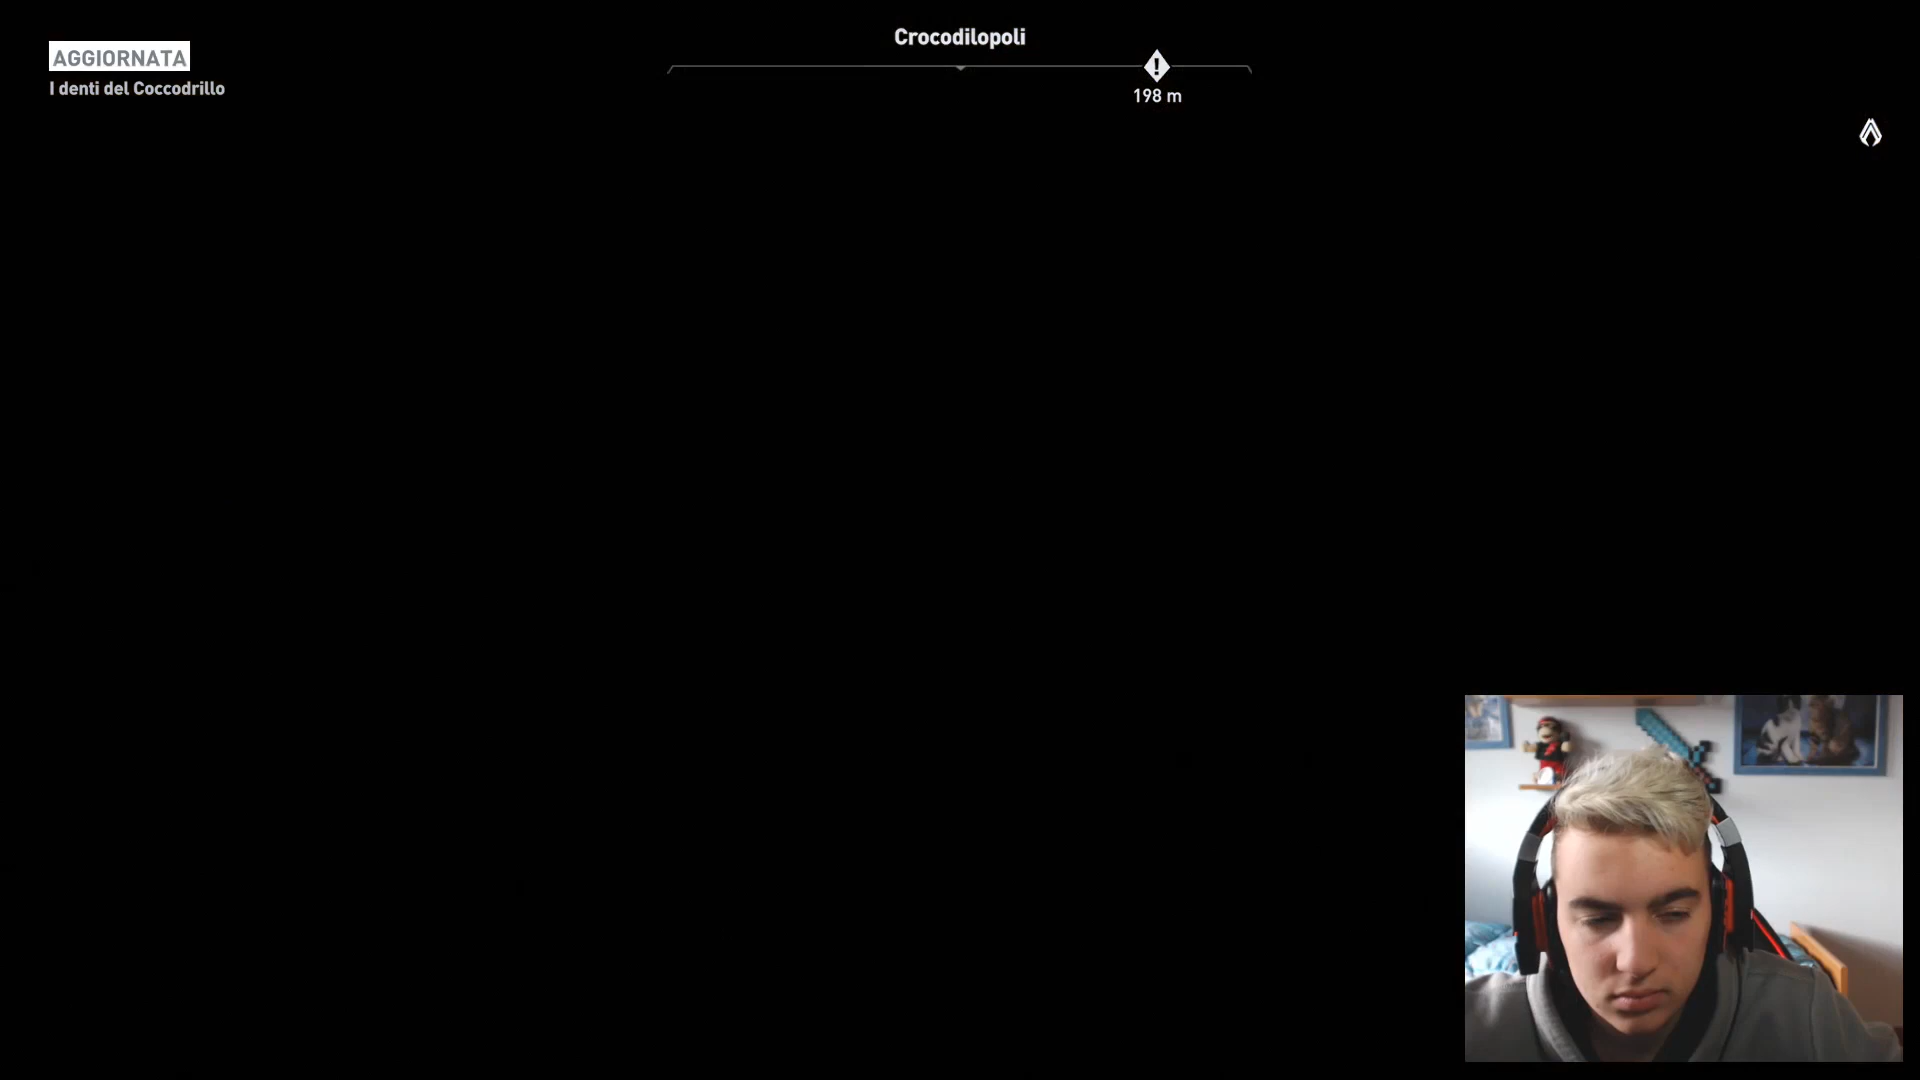 Crocodilopoli
AGGIORNATA
I denti del Coccodrillo
198 m